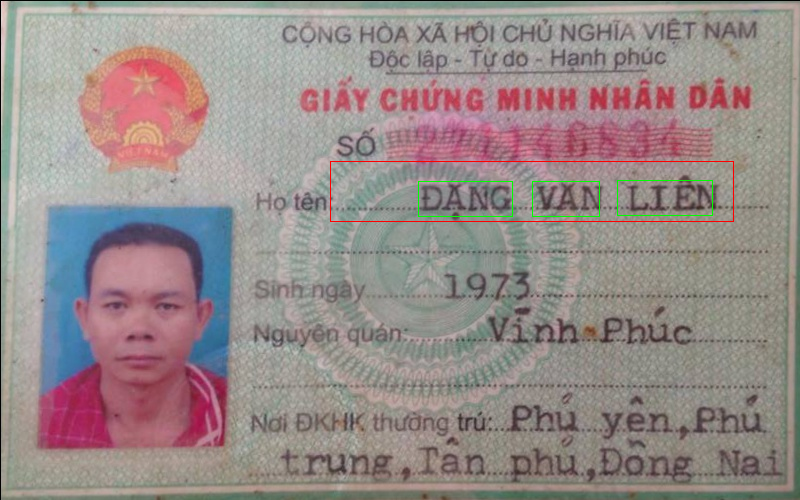 CỘNG HÒA XÃ HỘI CHỦ NGHĨA VIỆT NAM
Độc lập - Tự do - Hạnh phúc
GIẤY CHỨNG MINH NHÂN DÂN
SỐ
Họ tên: ĐẶNG VAN LIÊN
Sinh ngày 1973
Nguyên quán: Vĩnh Phúc
Nơi ĐKHK thường trú: Phú yên, Phú
trung, Tân phú, Đồng Nai
VIỆT NAM